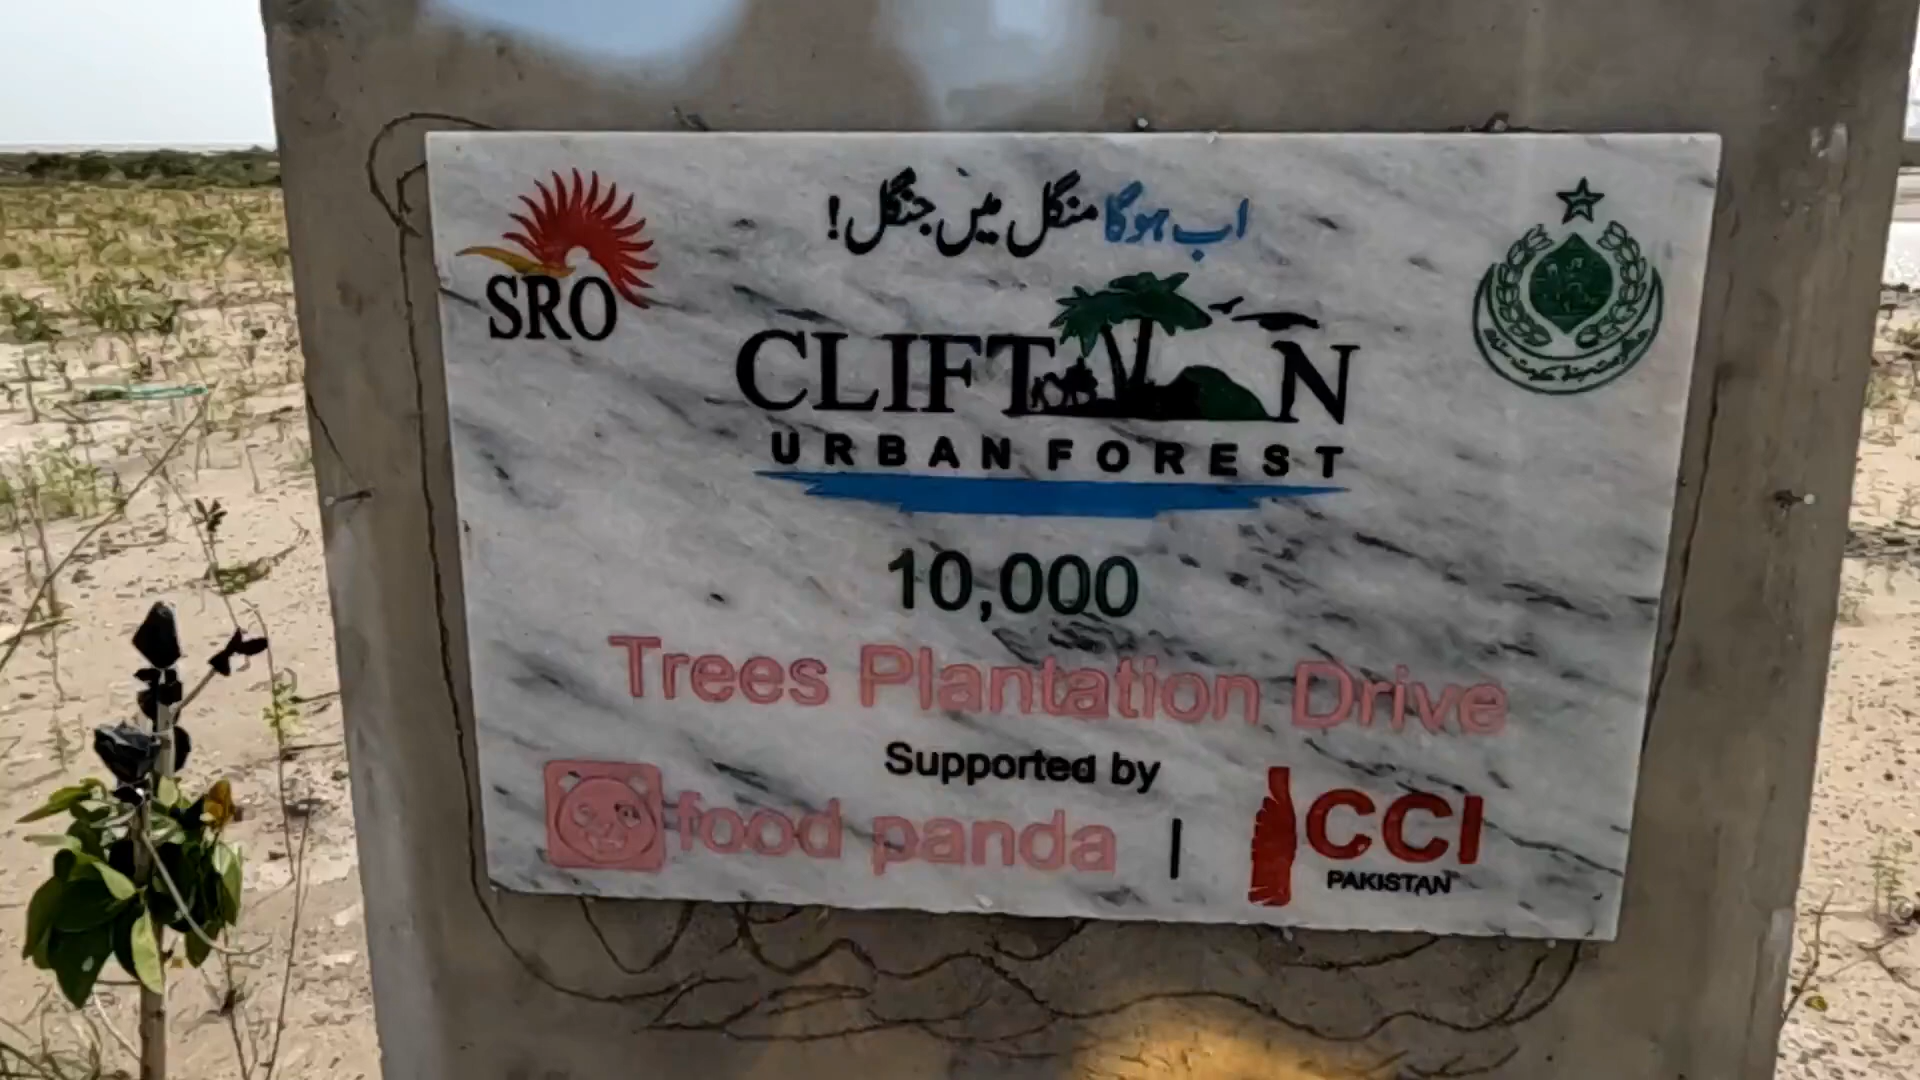 اب ہوگا منگل میں جنگل!
SRO
CLIFTON
URBAN FOREST
10,000
Trees Plantation Drive
Supported by
food panda | CCI
PAKISTAN